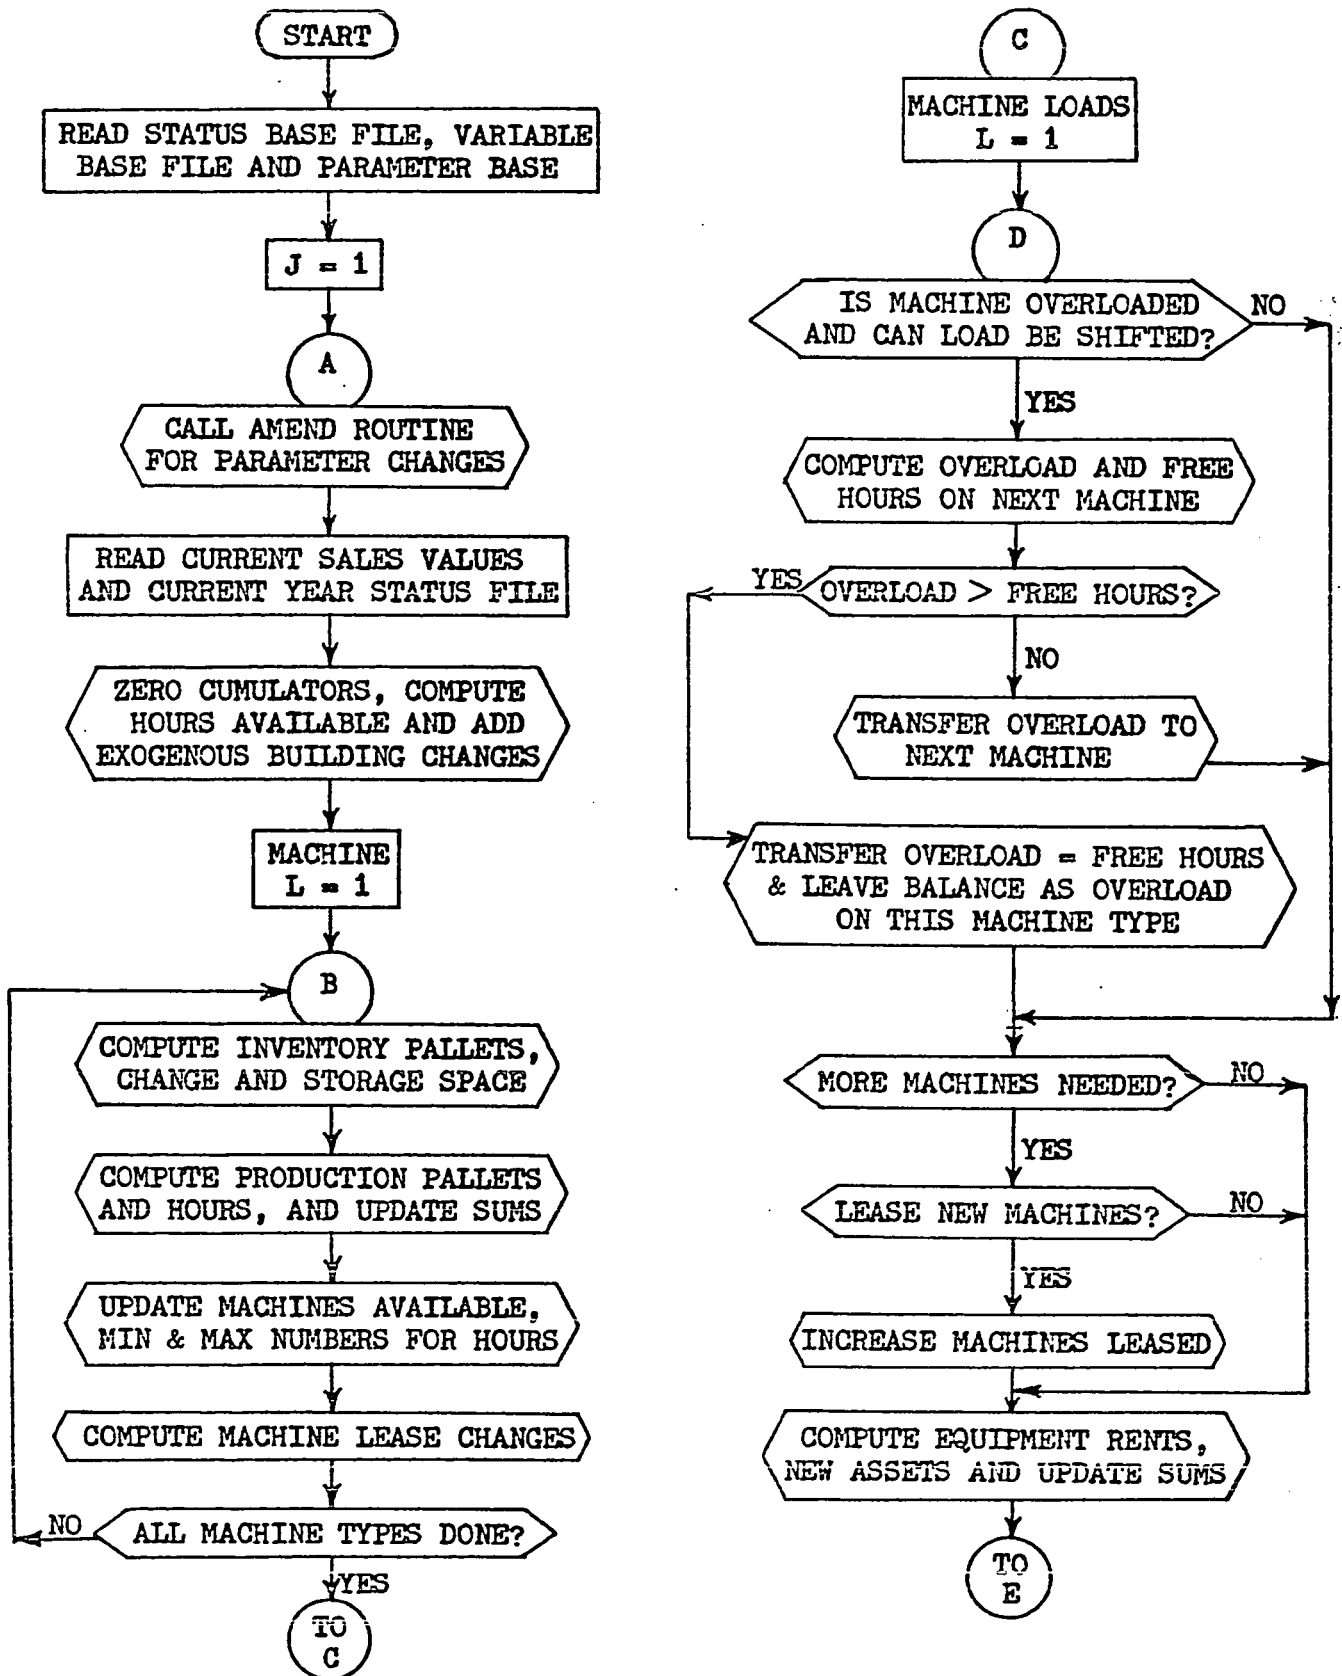 START
READ STATUS BASE FILE, VARIABLE
BASE FILE AND PARAMETER BASE
J = 1
A
CALL AMEND ROUTINE
FOR PARAMETER CHANGES
READ CURRENT SALES VALUES
AND CURRENT YEAR STATUS FILE
ZERO CUMULATORS, COMPUTE
HOURS AVAILABLE AND ADD
EXOGENOUS BUILDING CHANGES
MACHINE
L = 1
B
COMPUTE INVENTORY PALLETS,
CHANGE AND STORAGE SPACE
COMPUTE PRODUCTION PALLETS
AND HOURS, AND UPDATE SUMS
UPDATE MACHINES AVAILABLE,
MIN & MAX NUMBERS FOR HOURS
COMPUTE MACHINE LEASE CHANGES
NO
ALL MACHINE TYPES DONE?
YES
TO
C
C
MACHINE LOADS
L = 1
D
IS MACHINE OVERLOADED
AND CAN LOAD BE SHIFTED?
NO
YES
COMPUTE OVERLOAD AND FREE
HOURS ON NEXT MACHINE
YES
OVERLOAD > FREE HOURS?
NO
TRANSFER OVERLOAD TO
NEXT MACHINE
TRANSFER OVERLOAD = FREE HOURS
& LEAVE BALANCE AS OVERLOAD
ON THIS MACHINE TYPE
MORE MACHINES NEEDED?
NO
YES
LEASE NEW MACHINES?
NO
YES
INCREASE MACHINES LEASED
COMPUTE EQUIPMENT RENTS,
NEW ASSETS AND UPDATE SUMS
TO
E